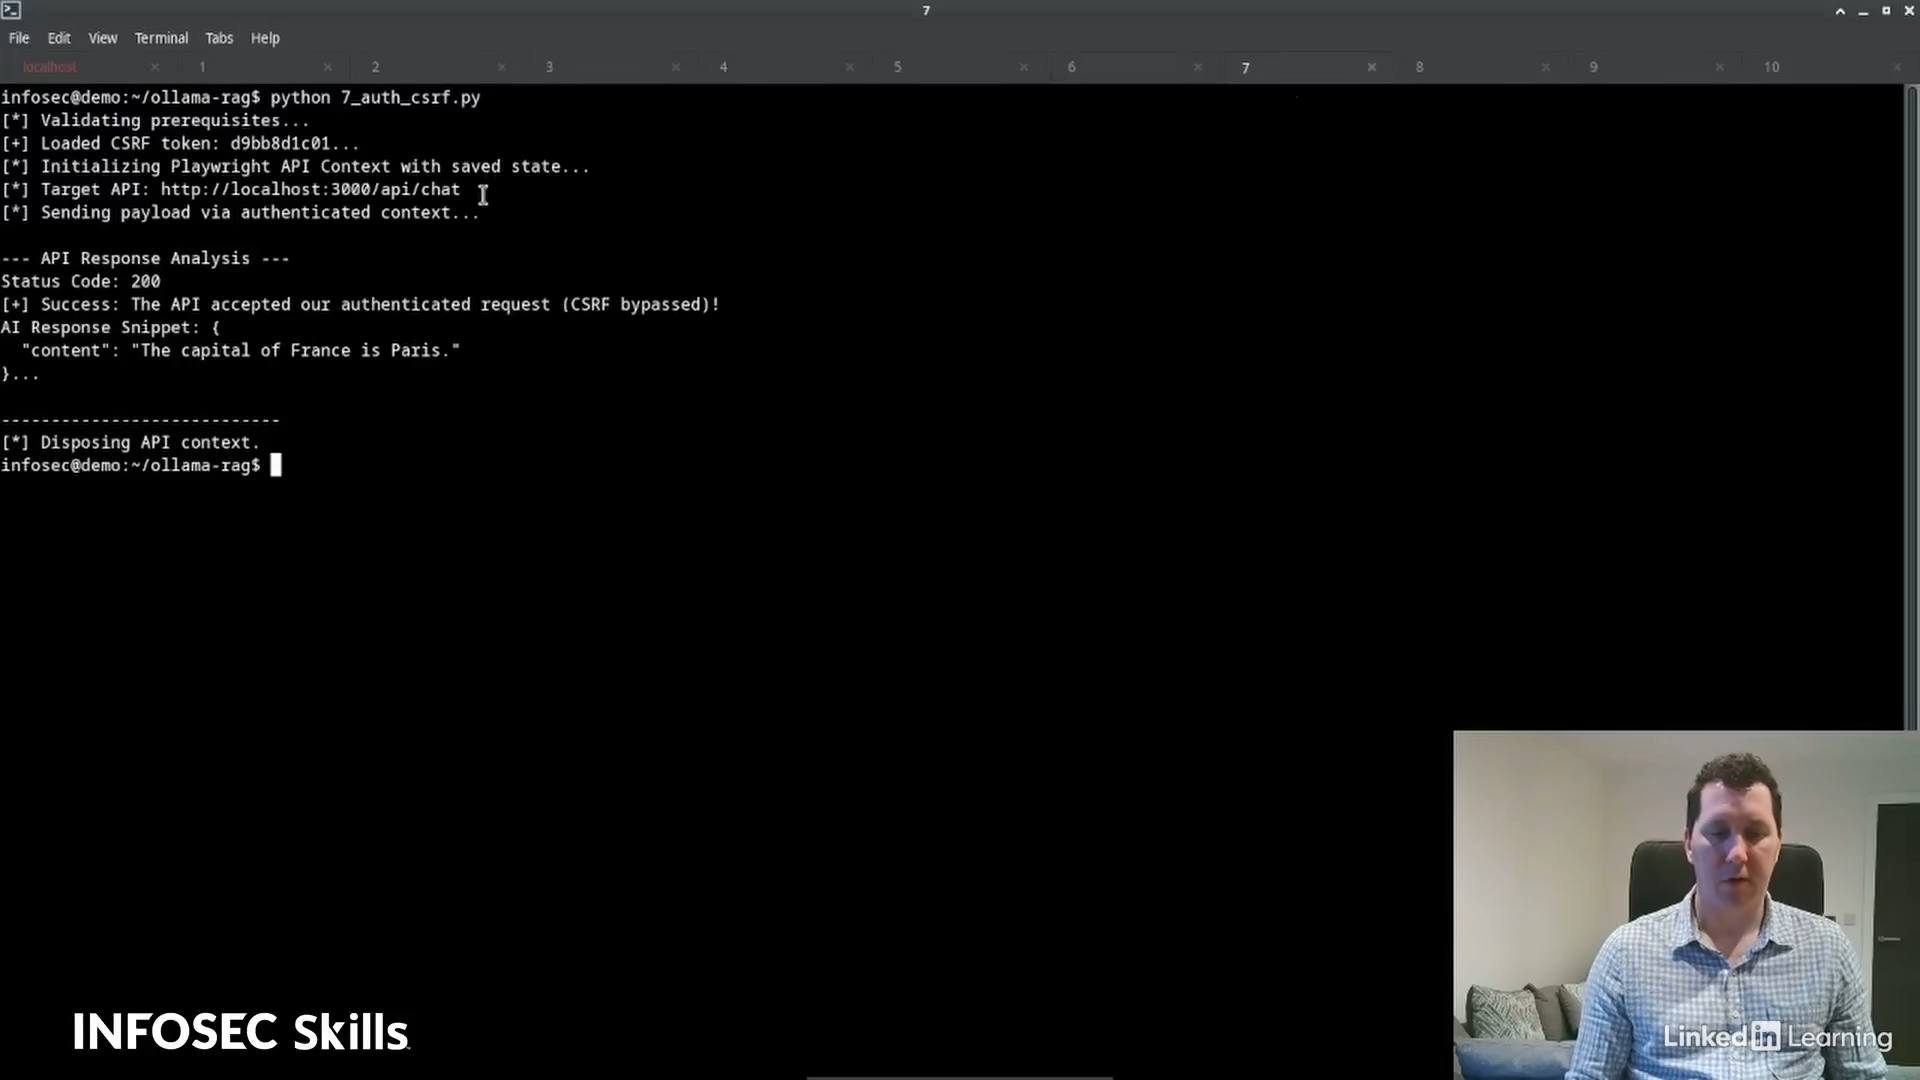 7
File Edit View Terminal Tabs Help
localhost 1 2 3 4 5 6 7 8 9 10
infosec@demo:~/ollama-rag$ python 7_auth_csrf.py
[*] Validating prerequisites...
[+] Loaded CSRF token: d9bb8d1c01...
[*] Initializing Playwright API Context with saved state...
[*] Target API: http://localhost:3000/api/chat
[*] Sending payload via authenticated context...
--- API Response Analysis ---
Status Code: 200
[+] Success: The API accepted our authenticated request (CSRF bypassed)!
AI Response Snippet: {
  "content": "The capital of France is Paris."
}...
----------------------------
[*] Disposing API context.
infosec@demo:~/ollama-rag$
INFOSEC Skills
LinkedIn Learning